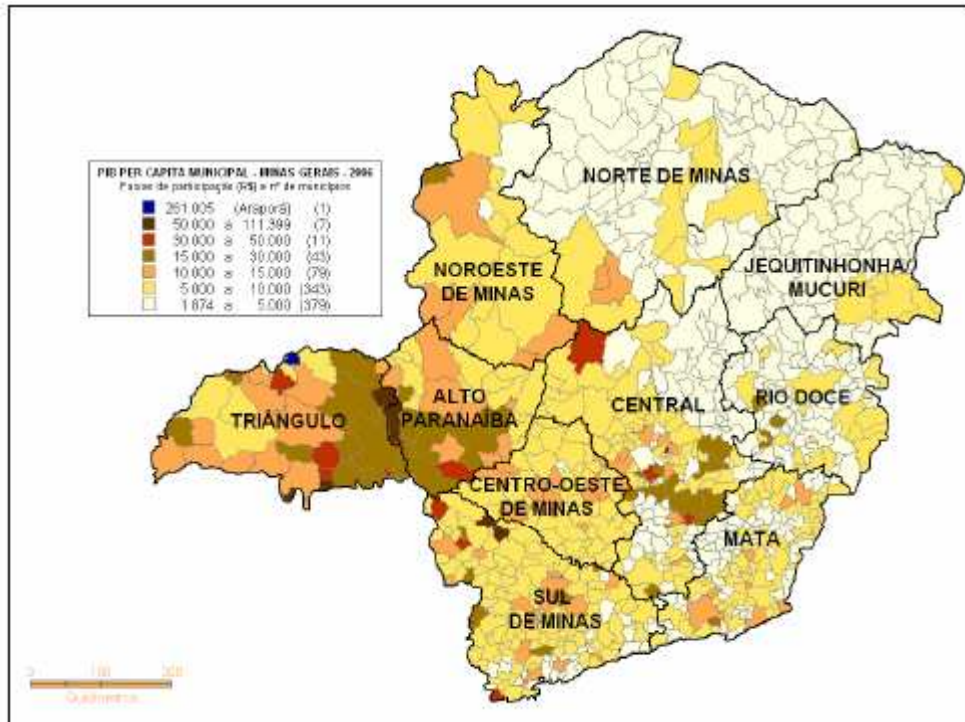 PIB PER CAPITA MUNICIPAL - MINAS GERAIS - 2006
Faixas de participação (R$) e nº de municípios
261.005 (Araporã) (1)
50.000 a 111.399 (7)
30.000 a 50.000 (11)
15.000 a 30.000 (43)
10.000 a 15.000 (79)
5.000 a 10.000 (343)
1.874 a 5.000 (379)
NORTE DE MINAS
NOROESTE
DE MINAS
JEQUITINHONHA/
MUCURI
TRIÂNGULO
ALTO
PARANAÍBA
CENTRAL
RIO DOCE
CENTRO-OESTE
DE MINAS
MATA
SUL
DE MINAS
0 100 200
Quilômetros